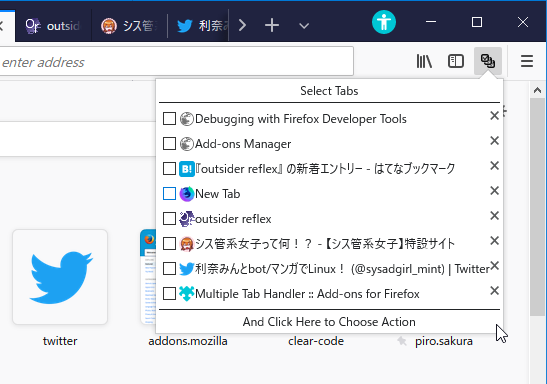 outsid
シス管
利奈み
enter address
Select Tabs
Debugging with Firefox Developer Tools
Add-ons Manager
B!『outsider reflex』 の新着エントリー - はてなブックマーク
New Tab
outsider reflex
シス管系女子って何！？ - 【シス管系女子】特設サイト
利奈みんとbot/マンガでLinux！ (@sysadgirl_mint) | Twitter
Multiple Tab Handler :: Add-ons for Firefox
And Click Here to Choose Action
twitter
addons.mozilla
clear-code
piro.sakura